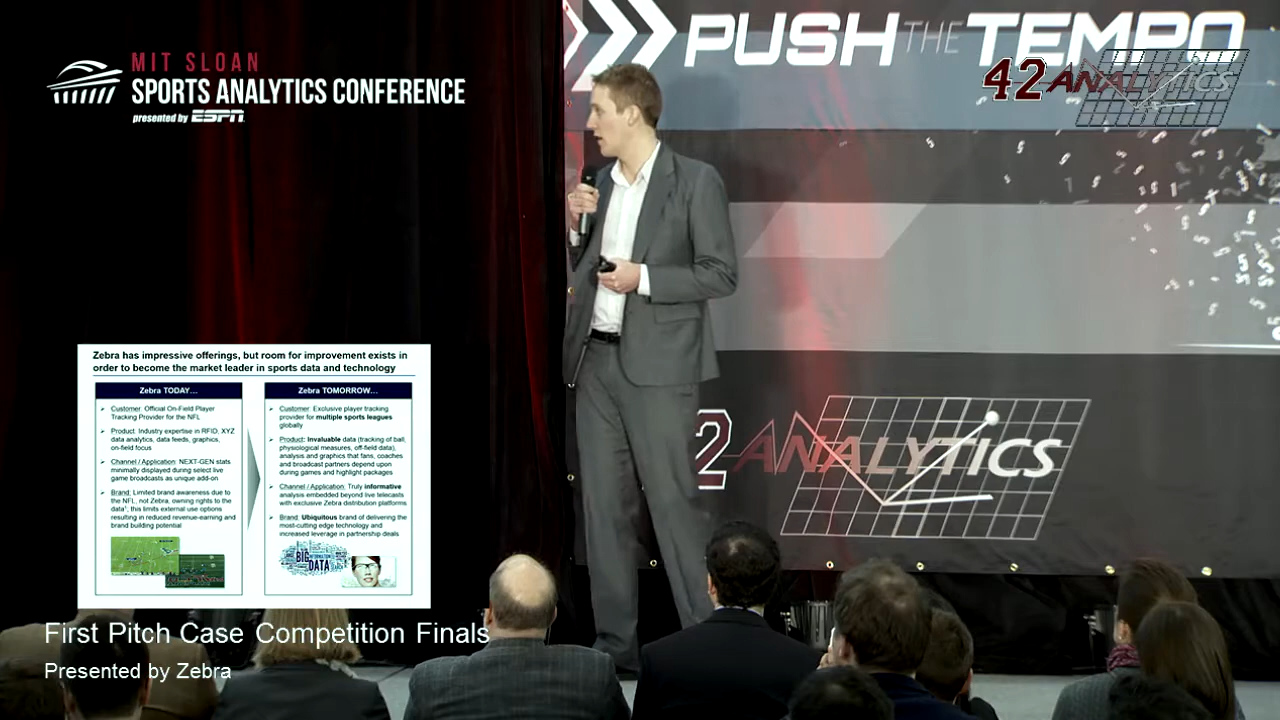 PUSH THE TEMPO
MIT SLOAN
SPORTS ANALYTICS CONFERENCE
presented by ESPN
42 ANALYTICS
Zebra has impressive offerings, but room for improvement exists in
order to become the market leader in sports data and technology
Zebra TODAY…
Customer: Official On-Field Player
Tracking Provider for the NFL
Product: Industry expertise in RFID, XYZ
data analytics, data feeds, graphics,
on-field focus
Channel / Application: NEXT-GEN stats
minimally displayed during select live
game broadcasts as unique add-on
Brand: Limited brand awareness due to
the NFL, not Zebra, owning rights to the
data¹, this limits external use options
resulting in reduced revenue-earning and
brand building potential
Zebra TOMORROW…
Customer: Exclusive player tracking
provider for multiple sports leagues
globally
Product: Invaluable data (tracking of ball,
physiological measures, off-field data),
analysis and graphics that fans, coaches
and broadcast partners depend upon
during games and highlight packages
Channel / Application: Truly informative
analysis embedded beyond live telecasts
with exclusive Zebra distribution platforms
Brand: Ubiquitous brand of delivering the
most-cutting edge technology and
increased leverage in partnership deals
BIG
DATA
2 ANALYTICS
First Pitch Case Competition Finals
Presented by Zebra